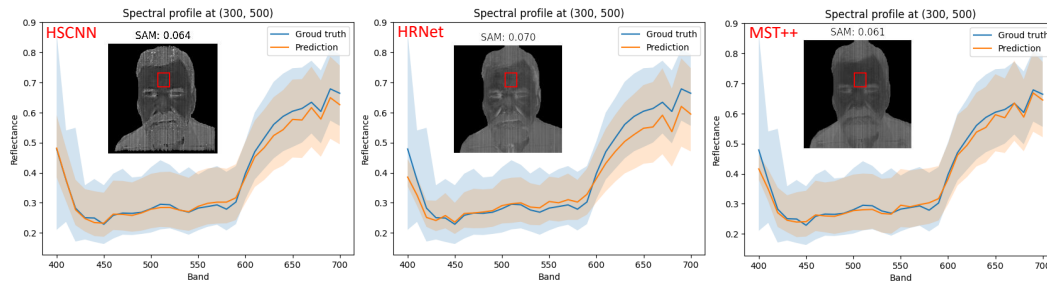 Spectral profile at (300, 500)
HSCNN
SAM: 0.064
Groud truth
Prediction
Reflectance
0.9
0.8
0.7
0.6
0.5
0.4
0.3
0.2
400 450 500 550 600 650 700
Band
Spectral profile at (300, 500)
HRNet
SAM: 0.070
Groud truth
Prediction
Reflectance
0.9
0.8
0.7
0.6
0.5
0.4
0.3
0.2
400 450 500 550 600 650 700
Band
Spectral profile at (300, 500)
MST++
SAM: 0.061
Groud truth
Prediction
Reflectance
0.9
0.8
0.7
0.6
0.5
0.4
0.3
0.2
400 450 500 550 600 650 700
Band